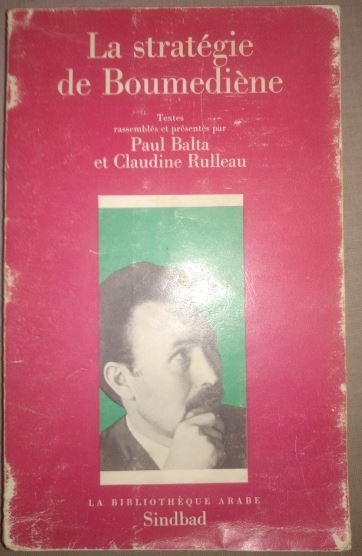 La stratégie
de Boumediène
Textes
rassemblés et présentés par
Paul Balta
et Claudine Rulleau
LA BIBLIOTHÈQUE ARABE
Sindbad